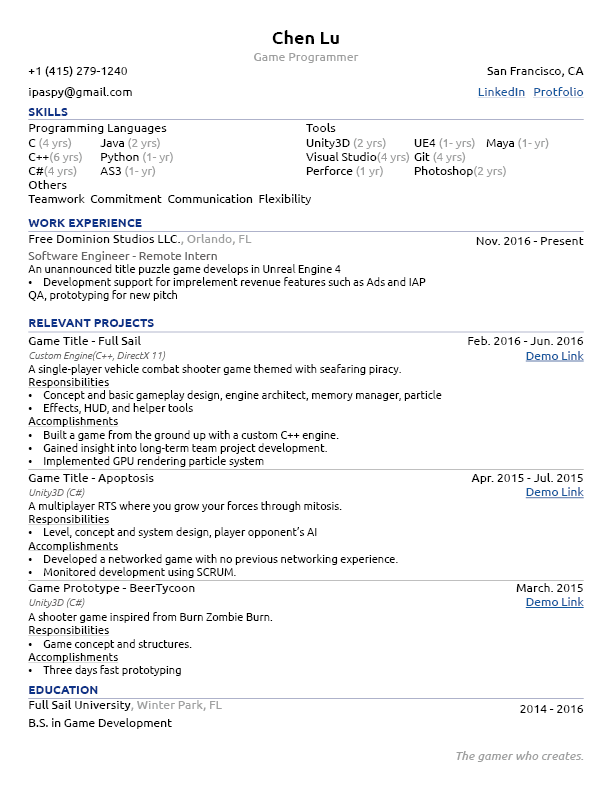 Chen Lu
Game Programmer
+1 (415) 279-1240 San Francisco, CA
ipaspy@gmail.com LinkedIn Protfolio
SKILLS
Programming Languages Tools
C (4 yrs) Java (2 yrs) Unity3D (2 yrs) UE4 (1- yrs) Maya (1- yr)
C++(6 yrs) Python (1- yr) Visual Studio(4 yrs) Git (4 yrs)
C#(4 yrs) AS3 (1- yr) Perforce (1 yr) Photoshop(2 yrs)
Others
Teamwork Commitment Communication Flexibility
WORK EXPERIENCE
Free Dominion Studios LLC., Orlando, FL Nov. 2016 - Present
Software Engineer - Remote Intern
An unannounced title puzzle game develops in Unreal Engine 4
• Development support for imprelement revenue features such as Ads and IAP
QA, prototyping for new pitch
RELEVANT PROJECTS
Game Title - Full Sail Feb. 2016 - Jun. 2016
Custom Engine(C++, DirectX 11) Demo Link
A single-player vehicle combat shooter game themed with seafaring piracy.
Responsibilities
• Concept and basic gameplay design, engine architect, memory manager, particle
• Effects, HUD, and helper tools
Accomplishments
• Built a game from the ground up with a custom C++ engine.
• Gained insight into long-term team project development.
• Implemented GPU rendering particle system
Game Title - Apoptosis Apr. 2015 - Jul. 2015
Unity3D (C#) Demo Link
A multiplayer RTS where you grow your forces through mitosis.
Responsibilities
• Level, concept and system design, player opponent's AI
Accomplishments
• Developed a networked game with no previous networking experience.
• Monitored development using SCRUM.
Game Prototype - BeerTycoon March. 2015
Unity3D (C#) Demo Link
A shooter game inspired from Burn Zombie Burn.
Responsibilities
• Game concept and structures.
Accomplishments
• Three days fast prototyping
EDUCATION
Full Sail University, Winter Park, FL 2014 - 2016
B.S. in Game Development
The gamer who creates.